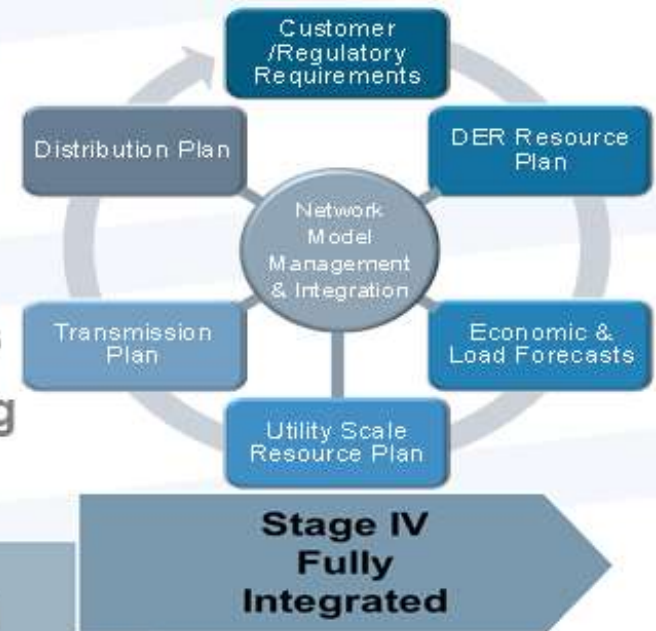 Customer
/Regulatory
Requirements
Distribution Plan
DER Resource
Plan
Network
Model
Management
& Integration
Transmission
Plan
Economic &
Load Forecasts
Utility Scale
Resource Plan
g
Stage IV
Fully
Integrated